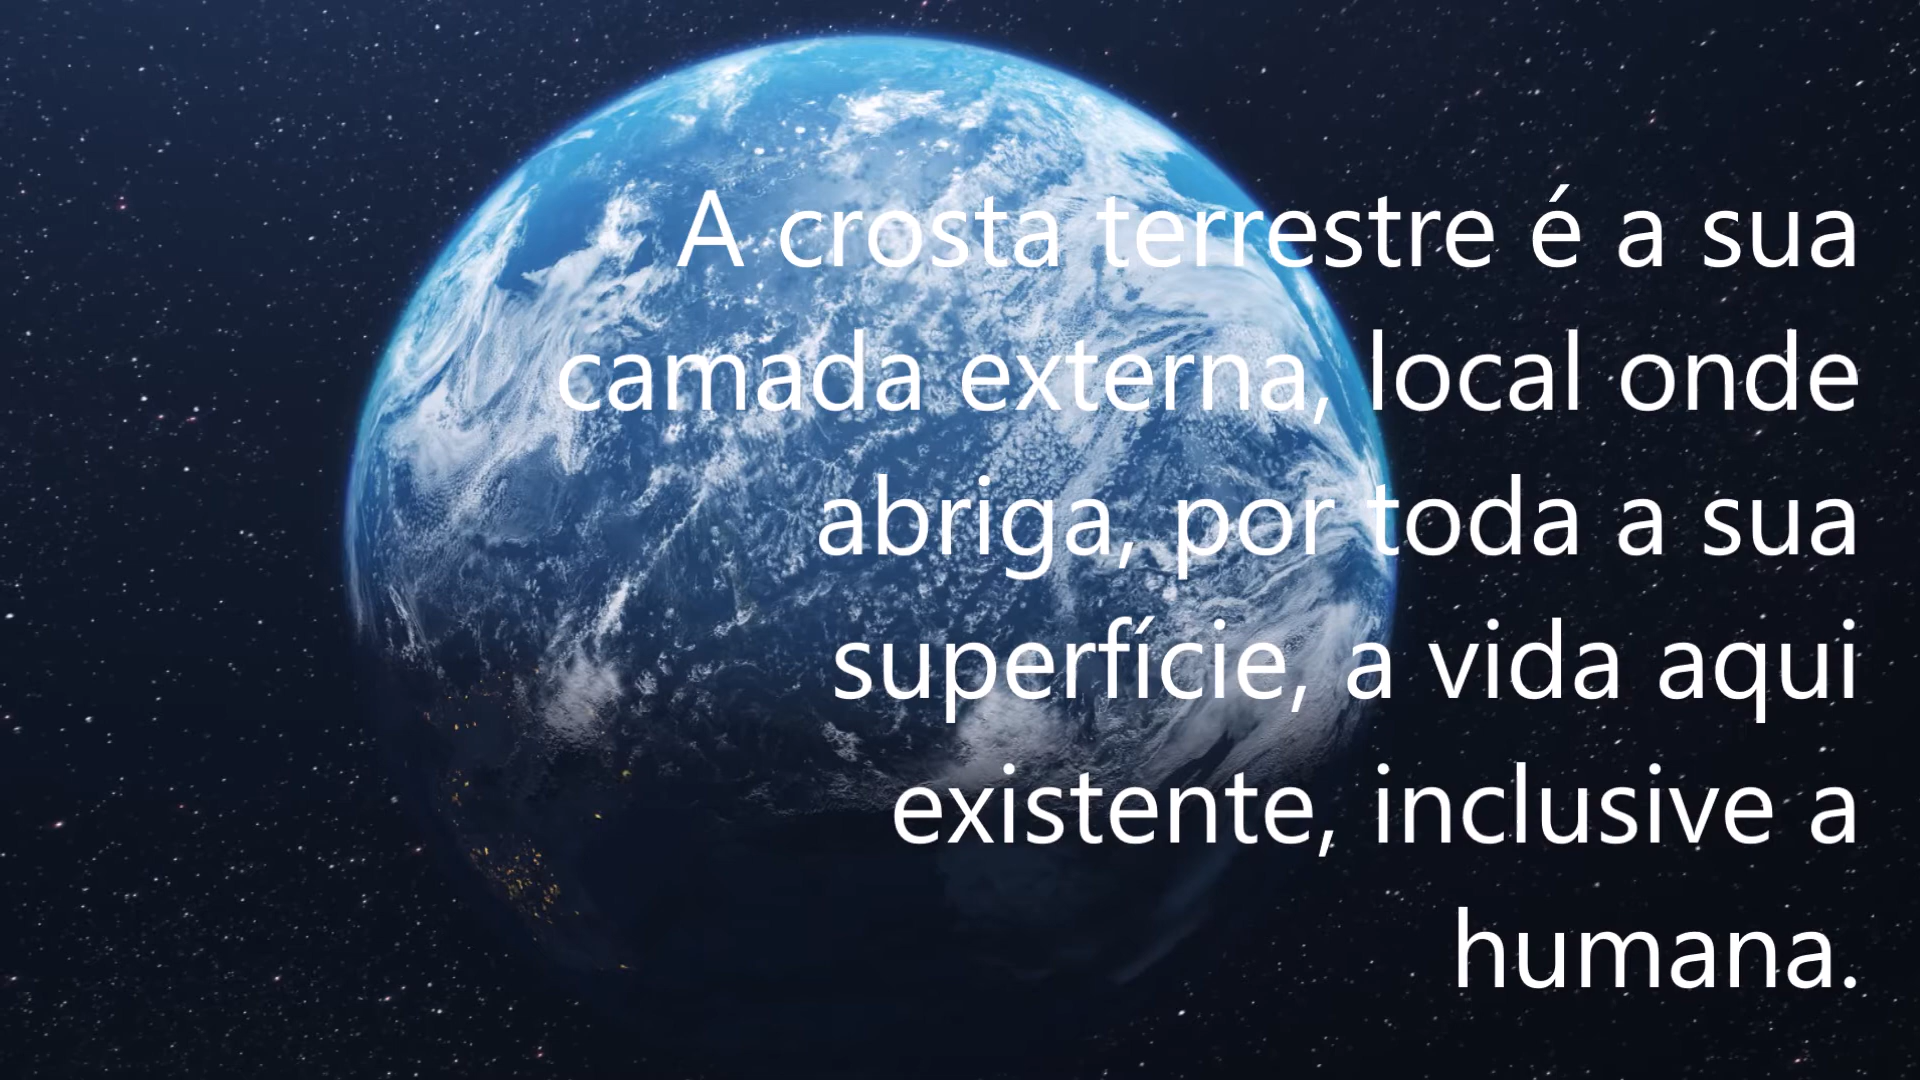 A crosta terrestre é a sua
camada externa, local onde
abriga, por toda a sua
superfície, a vida aqui
existente, inclusive a
humana.